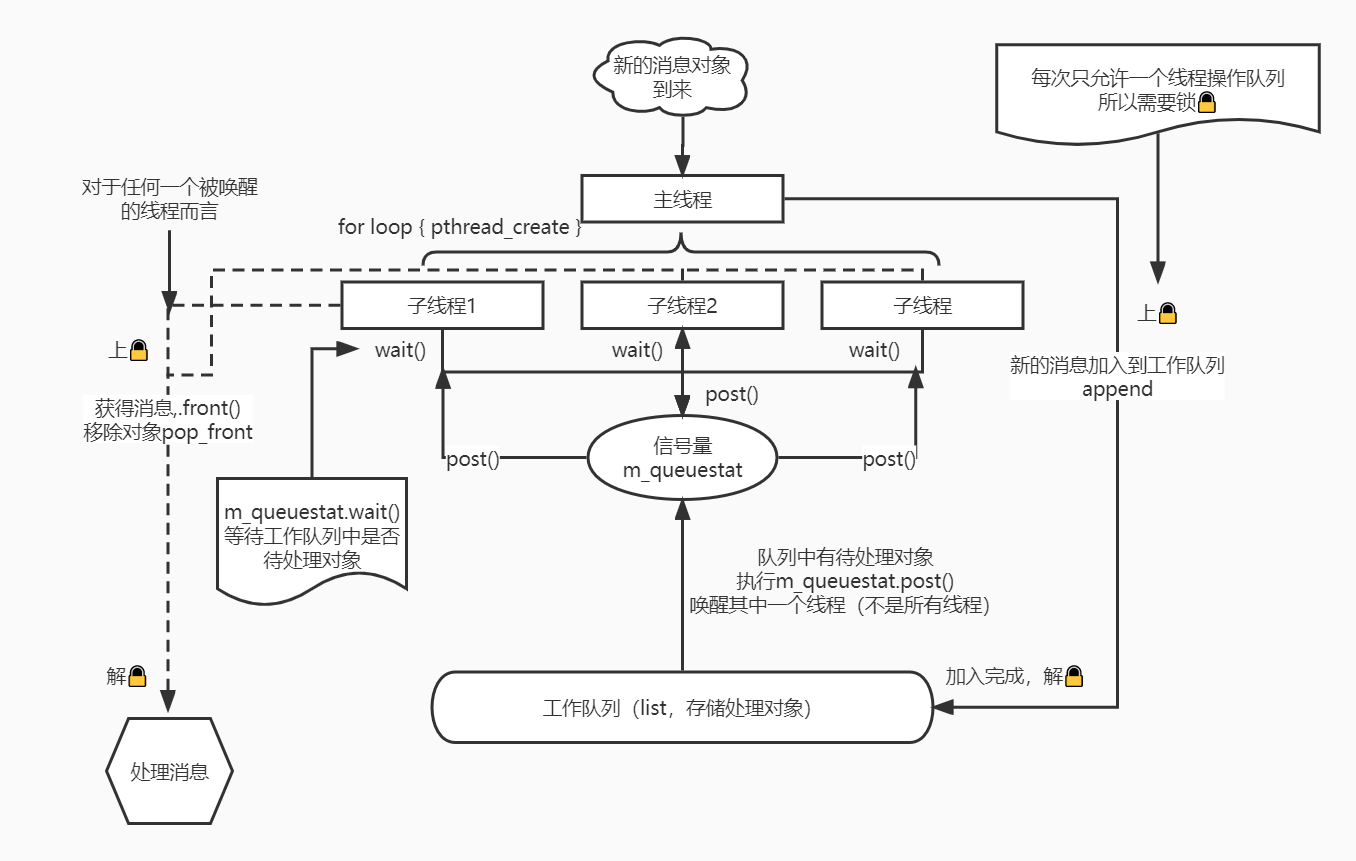 新的消息对象
到来
每次只允许一个线程操作队列
所以需要锁🔒
对于任何一个被唤醒
的线程而言
主线程
for loop { pthread_create }
子线程1
子线程2
子线程
上🔒
上🔒
wait()
wait()
wait()
新的消息加入到工作队列
append
post()
获得消息,.front()
移除对象pop_front
信号量
m_queuestat
post()
post()
m_queuestat.wait()
等待工作队列中是否
待处理对象
队列中有待处理对象
执行m_queuestat.post()
唤醒其中一个线程（不是所有线程）
解🔒
加入完成，解🔒
工作队列（list，存储处理对象）
处理消息